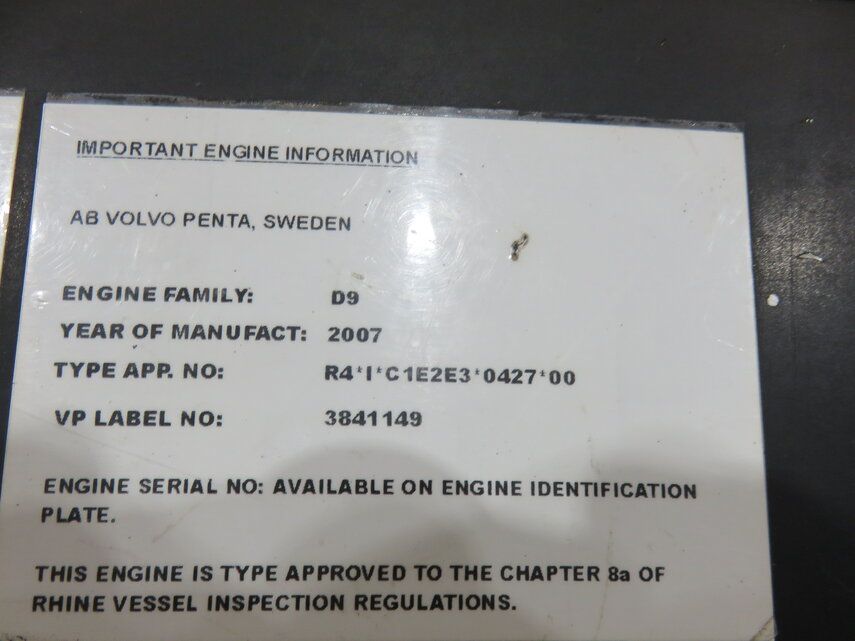 IMPORTANT ENGINE INFORMATION
AB VOLVO PENTA, SWEDEN
ENGINE FAMILY: D9
YEAR OF MANUFACT: 2007
TYPE APP. NO: R4*I*C1E2E3*0427*00
VP LABEL NO: 3841149
ENGINE SERIAL NO: AVAILABLE ON ENGINE IDENTIFICATION
PLATE.
THIS ENGINE IS TYPE APPROVED TO THE CHAPTER 8a OF
RHINE VESSEL INSPECTION REGULATIONS.